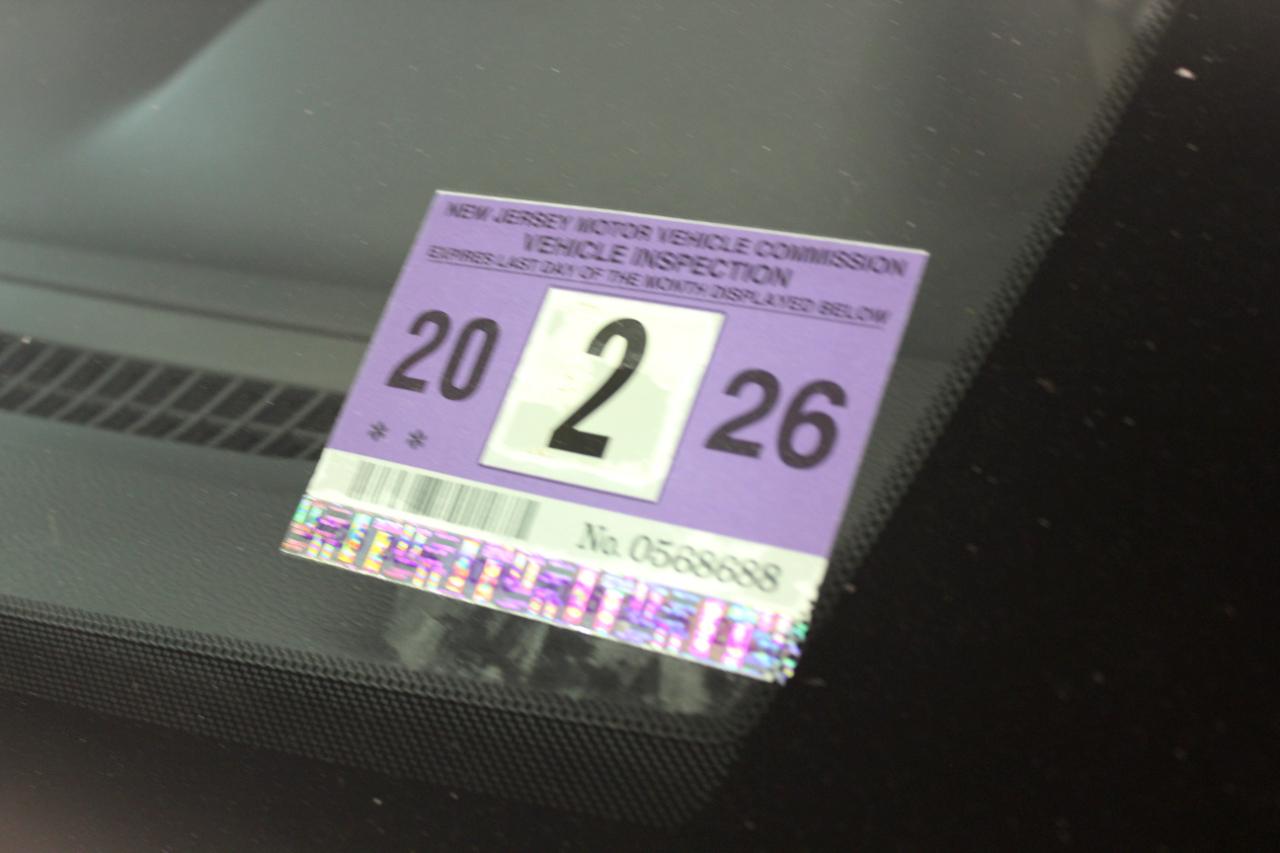 NEW JERSEY MOTOR VEHICLE COMMISSION
VEHICLE INSPECTION
EXPIRES LAST DAY OF THE MONTH DISPLAYED BELOW
20 2 26
* *
No. 0568688